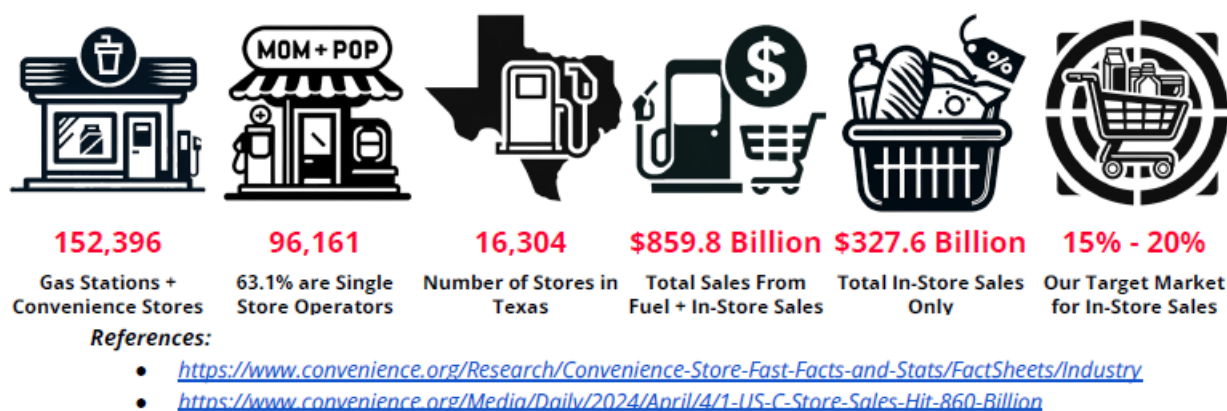 MOM + POP
$
%
152,396 96,161 16,304 $859.8 Billion $327.6 Billion 15% - 20%
Gas Stations + 63.1% are Single Number of Stores in Total Sales From Total In-Store Sales Our Target Market
Convenience Stores Store Operators Texas Fuel + In-Store Sales Only for In-Store Sales
References:
● https://www.convenience.org/Research/Convenience-Store-Fast-Facts-and-Stats/FactSheets/Industry
● https://www.convenience.org/Media/Daily/2024/April/4/1-US-C-Store-Sales-Hit-860-Billion